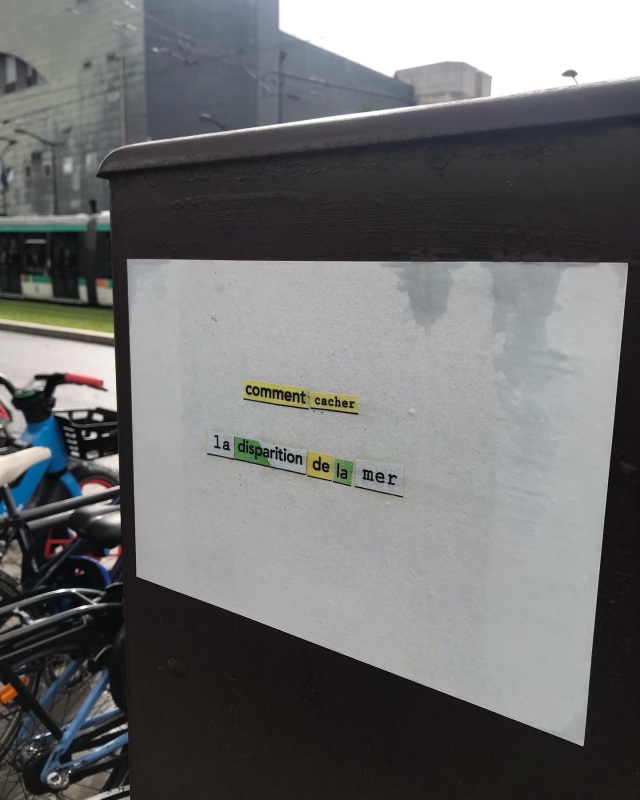 comment cacher
la disparition de la mer